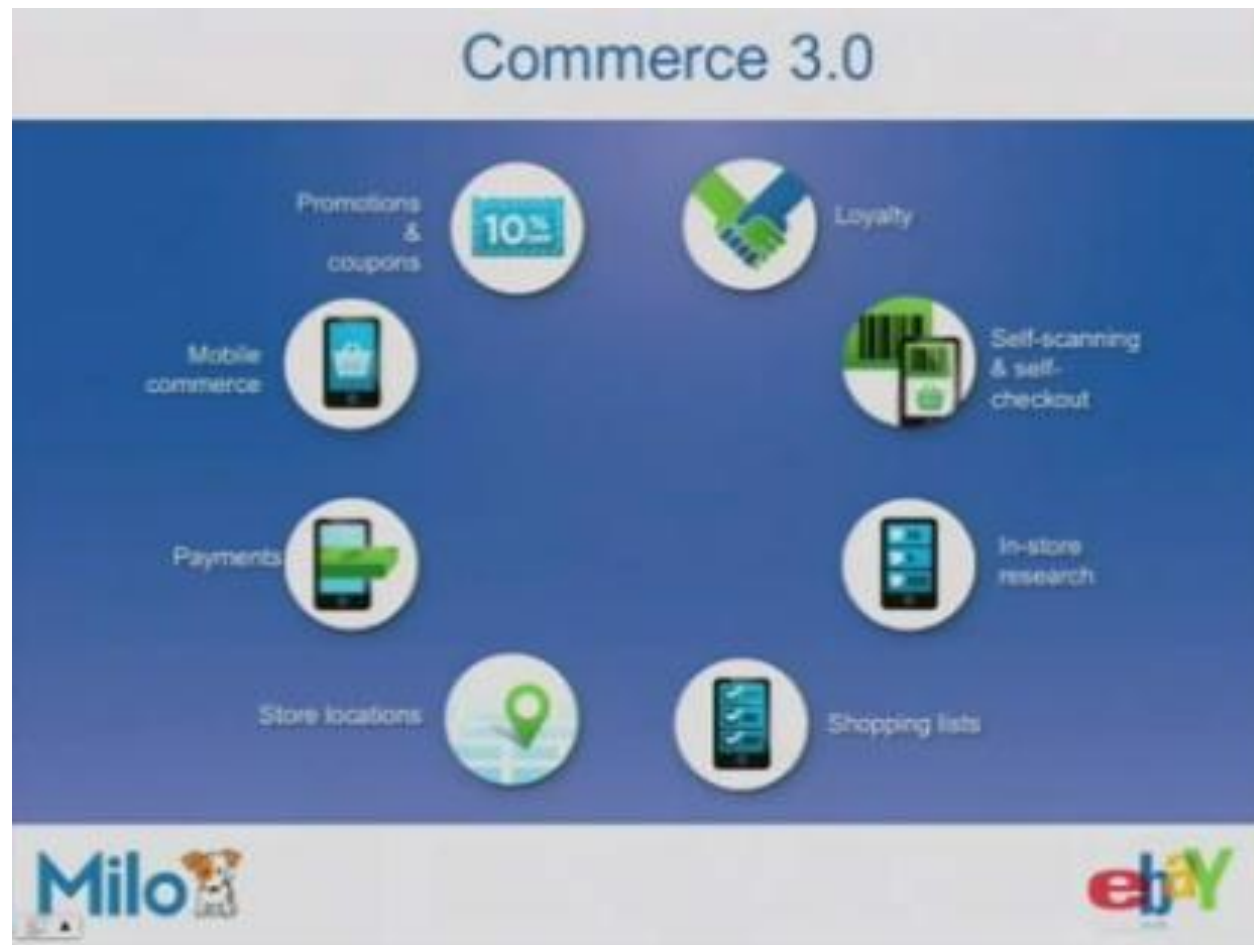 Commerce 3.0
Promotions
&
coupons
10%
Loyalty
Mobile
commerce
Self-scanning
& self-
checkout
Payments
In-store
research
Store locations
Shopping lists
Milo
ebay